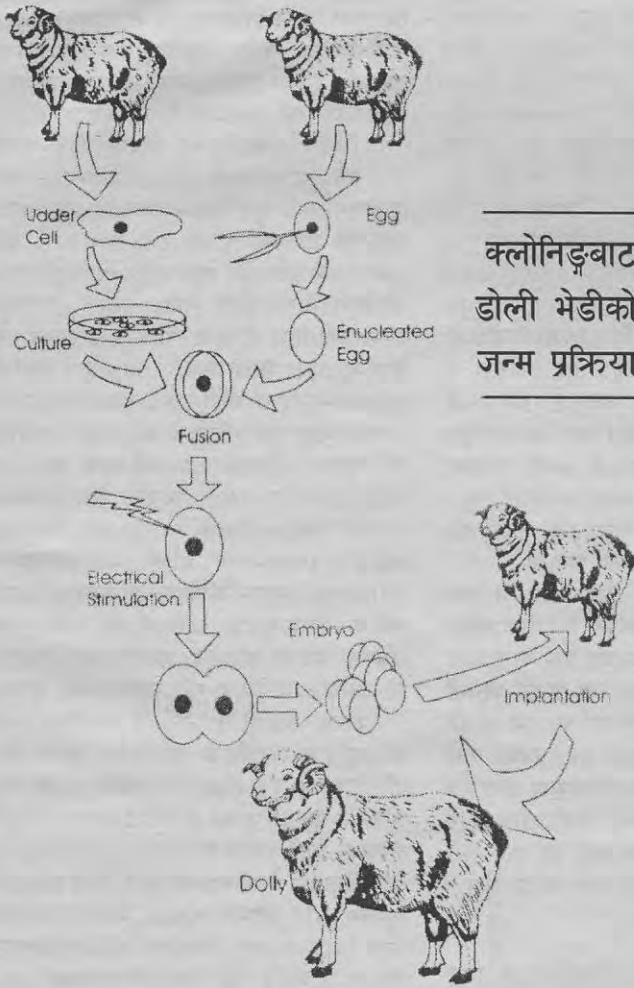 Udder
Cell
Egg
Culture
Enucleated
Egg
Fusion
क्लोनिङ्बाट
डोली भेडीको
जन्म प्रक्रिया
Electrical
Stimulation
Embryo
Implantation
Dolly